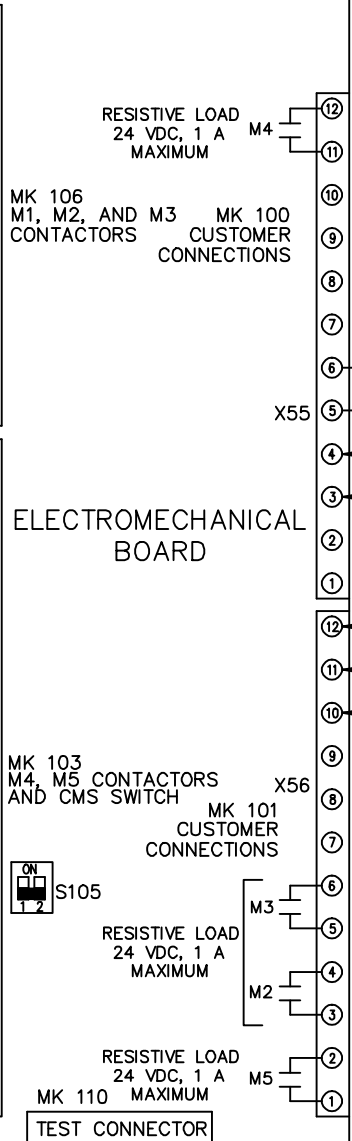 RESISTIVE LOAD
24 VDC, 1 A
MAXIMUM
M4
12
11
10
9
8
7
6
5
4
3
2
1
MK 106
M1, M2, AND M3
CONTACTORS
MK 100
CUSTOMER
CONNECTIONS
X55
ELECTROMECHANICAL
BOARD
12
11
10
9
8
7
6
5
4
3
2
1
MK 103
M4, M5 CONTACTORS
AND CMS SWITCH
X56
MK 101
CUSTOMER
CONNECTIONS
ON
1 2
S105
M3
RESISTIVE LOAD
24 VDC, 1 A
MAXIMUM
M2
RESISTIVE LOAD
24 VDC, 1 A
MAXIMUM
M5
MK 110
TEST CONNECTOR